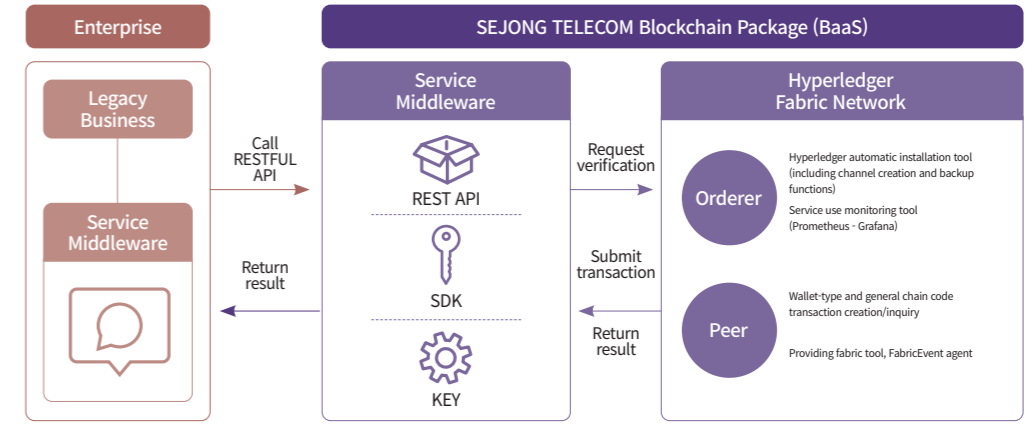 Enterprise
SEJONG TELECOM Blockchain Package (BaaS)
Legacy
Business
Service
Middleware
Call
RESTFUL
API
Return
result
Service
Middleware
REST API
SDK
KEY
Request
verification
Submit
transaction
Return
result
Hyperledger
Fabric Network
Orderer
Hyperledger automatic installation tool
(including channel creation and backup
functions)
Service use monitoring tool
(Prometheus - Grafana)
Peer
Wallet-type and general chain code
transaction creation/inquiry
Providing fabric tool, FabricEvent agent